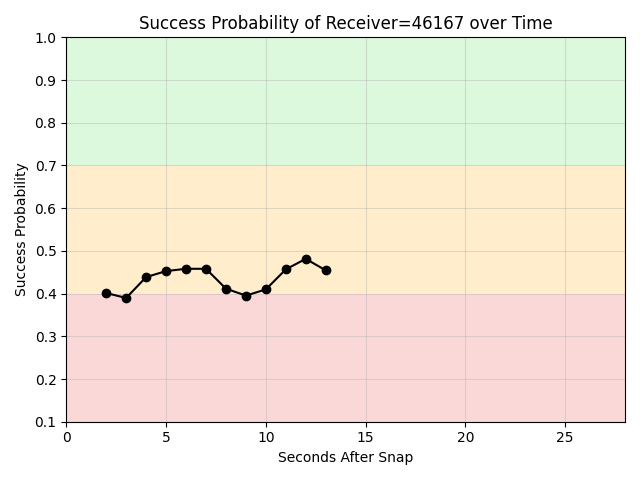 Success Probability of Receiver=46167 over Time
1.0
0.9
0.8
0.7
0.6
0.5
0.4
0.3
0.2
0.1
Success Probability
0 5 10 15 20 25
Seconds After Snap